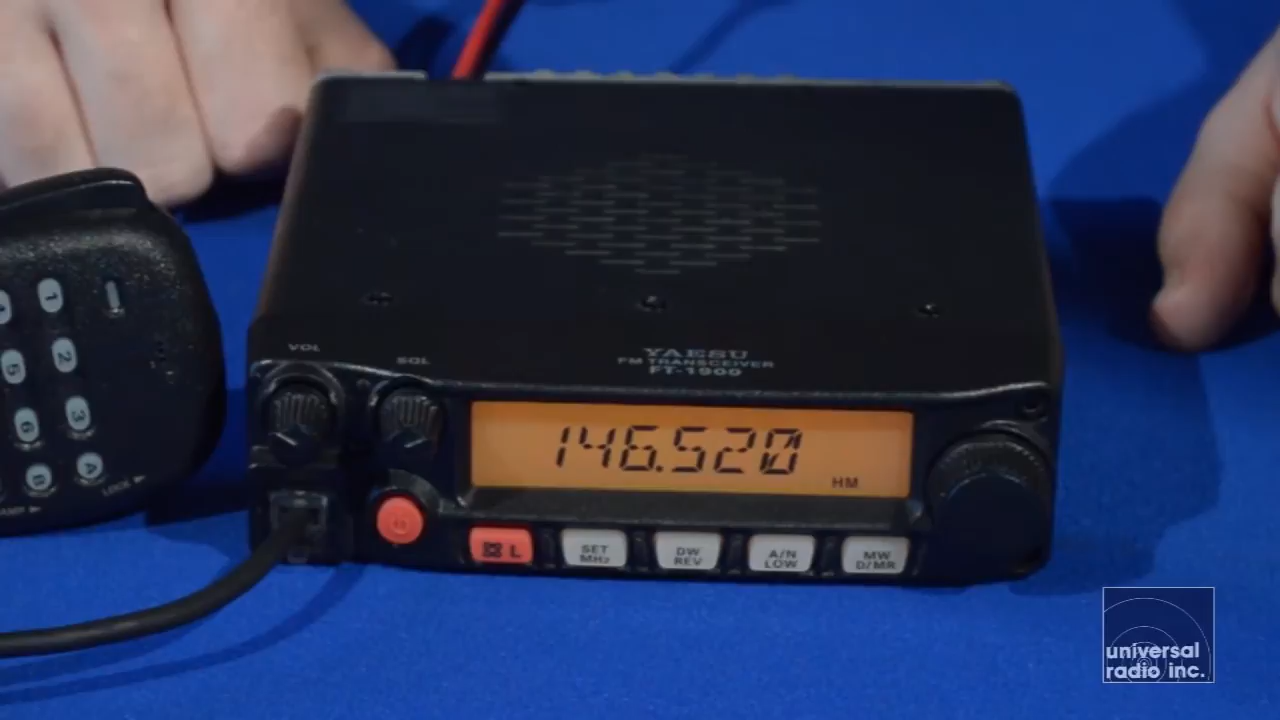 VOL
SQL
YAESU
FM TRANSCEIVER
FT-1900
146.520
HM
L
SET
MHz
DW
REV
A/N
LOW
MW
D/MR
1
2
3
A
4
5
6
B
LOCK
universal
radio inc.